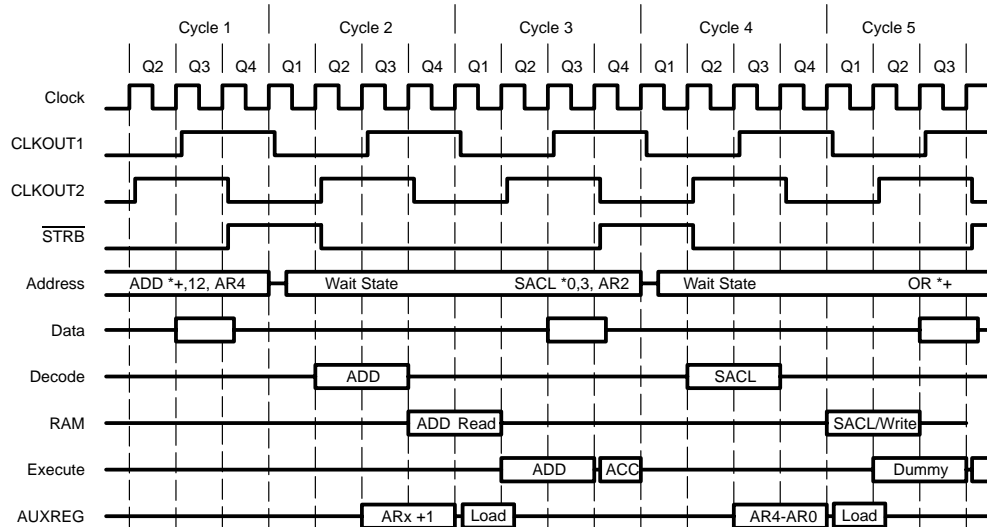 Cycle 1 Cycle 2 Cycle 3 Cycle 4 Cycle 5
Q2 Q3 Q4 Q1 Q2 Q3 Q4 Q1 Q2 Q3 Q4 Q1 Q2 Q3 Q4 Q1 Q2 Q3
Clock
CLKOUT1
CLKOUT2
STRB
Address ADD *+,12, AR4 Wait State SACL *0,3, AR2 Wait State OR *+
Data
Decode ADD SACL
RAM ADD Read SACL/Write
Execute ADD ACC Dummy
AUXREG ARx +1 Load AR4-AR0 Load